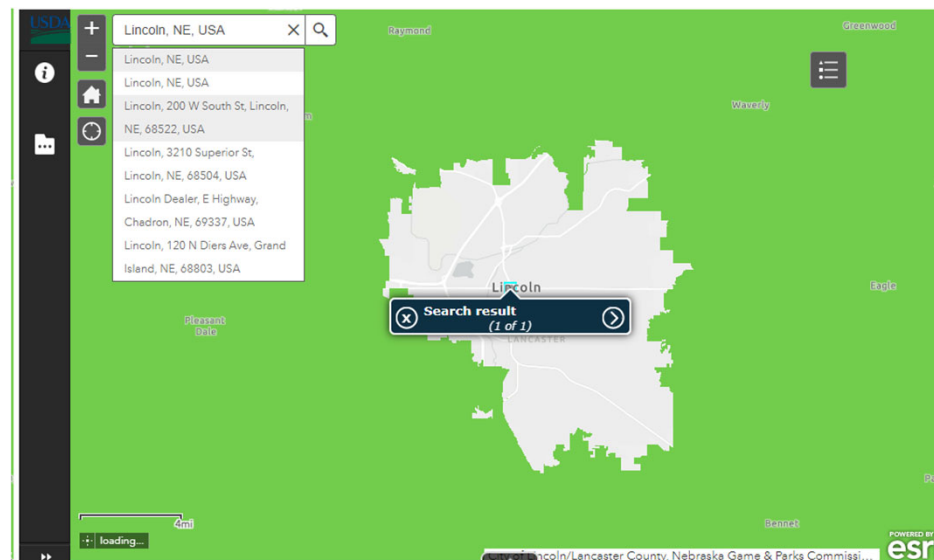 USDA
+
Lincoln, NE, USA
Raymond
Greenwood
−
Lincoln, NE, USA
Lincoln, NE, USA
Lincoln, 200 W South St, Lincoln,
NE, 68522, USA
Waverly
Lincoln, 3210 Superior St,
Lincoln, NE, 68504, USA
Lincoln Dealer, E Highway,
Chadron, NE, 69337, USA
Lincoln, 120 N Diers Ave, Grand
Island, NE, 68803, USA
Lincoln
Eagle
Search result
(1 of 1)
Pleasant
Dale
LANCASTER
4mi
Bennet
loading...
City of Lincoln/Lancaster County, Nebraska Game & Parks Commissi...
POWERED BY
esr